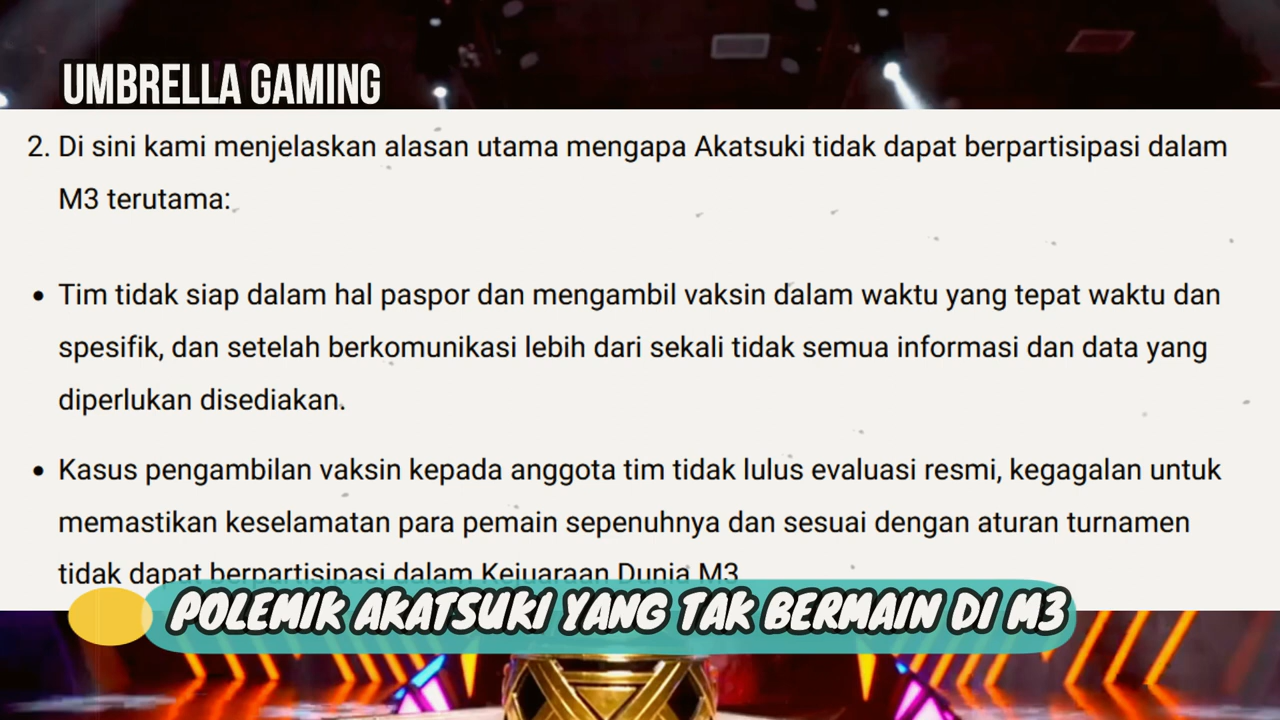 UMBRELLA GAMING
2. Di sini kami menjelaskan alasan utama mengapa Akatsuki tidak dapat berpartisipasi dalam
M3 terutama:
• Tim tidak siap dalam hal paspor dan mengambil vaksin dalam waktu yang tepat waktu dan
spesifik, dan setelah berkomunikasi lebih dari sekali tidak semua informasi dan data yang
diperlukan disediakan.
• Kasus pengambilan vaksin kepada anggota tim tidak lulus evaluasi resmi, kegagalan untuk
memastikan keselamatan para pemain sepenuhnya dan sesuai dengan aturan turnamen
tidak dapat berpartisipasi dalam Kejuaraan Dunia M3
POLEMIK AKATSUKI YANG TAK BERMAIN DI M3